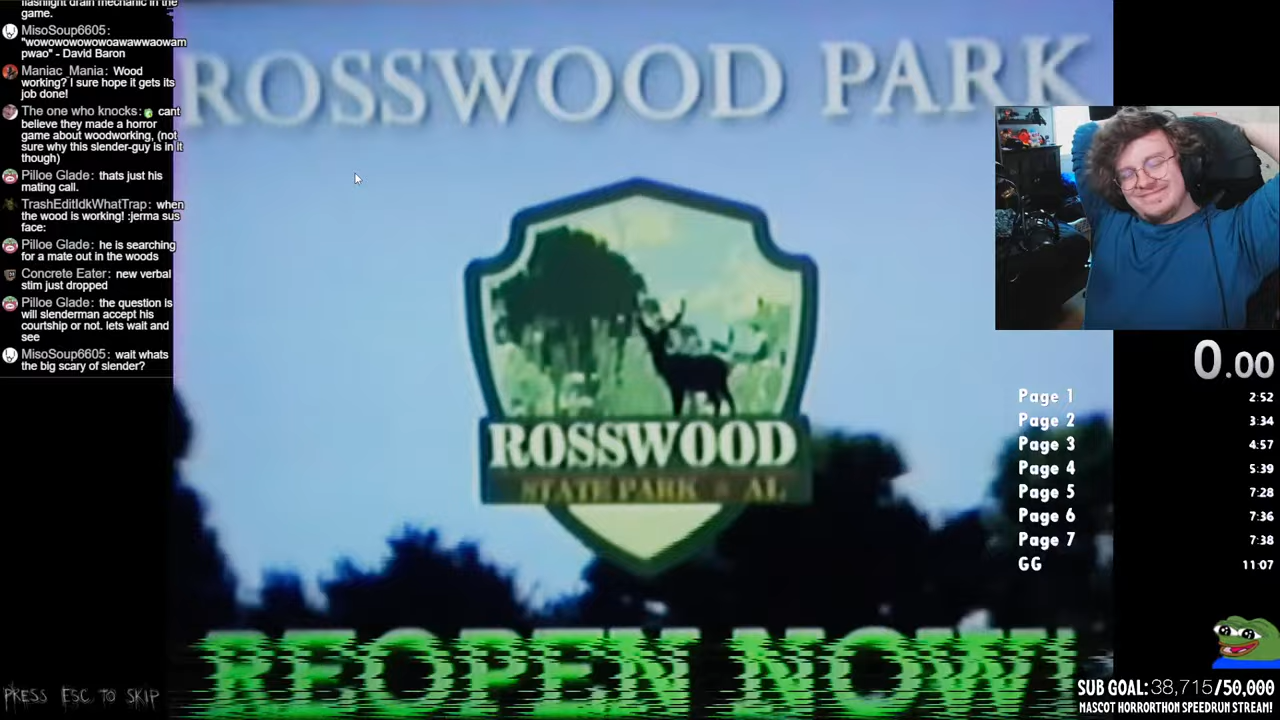 flashlight drain mechanic in the
game.
MisoSoup6605:
"wowowowowowoawawwaowam
pwao" - David Baron
Maniac_Mania: Wood
working? I sure hope it gets its
job done!
The one who knocks: cant
believe they made a horror
game about woodworking, (not
sure why this slender-guy is in it
though)
Pilloe Glade: thats just his
mating call.
TrashEditIdkWhatTrap: when
the wood is working! :jerma sus
face:
Pilloe Glade: he is searching
for a mate out in the woods
Concrete Eater: new verbal
stim just dropped
Pilloe Glade: the question is
will slenderman accept his
courtship or not. lets wait and
see
MisoSoup6605: wait whats
the big scary of slender?
ROSSWOOD PARK
ROSSWOOD
STATE PARK AL
REOPEN NOW!
PRESS ESC TO SKIP
0.00
Page 1 2:52
Page 2 3:34
Page 3 4:57
Page 4 5:39
Page 5 7:28
Page 6 7:36
Page 7 7:38
GG 11:07
SUB GOAL: 38,715/50,000
MASCOT HORRORTHON SPEEDRUN STREAM!